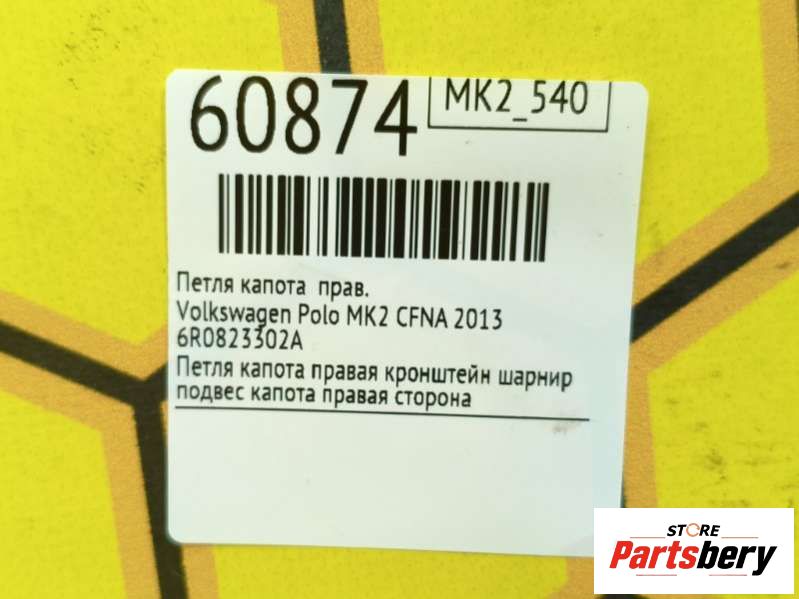 60874
MK2_540
Петля капота прав.
Volkswagen Polo MK2 CFNA 2013
6R0823302A
Петля капота правая кронштейн шарнир
подвес капота правая сторона
STORE
Partsbery